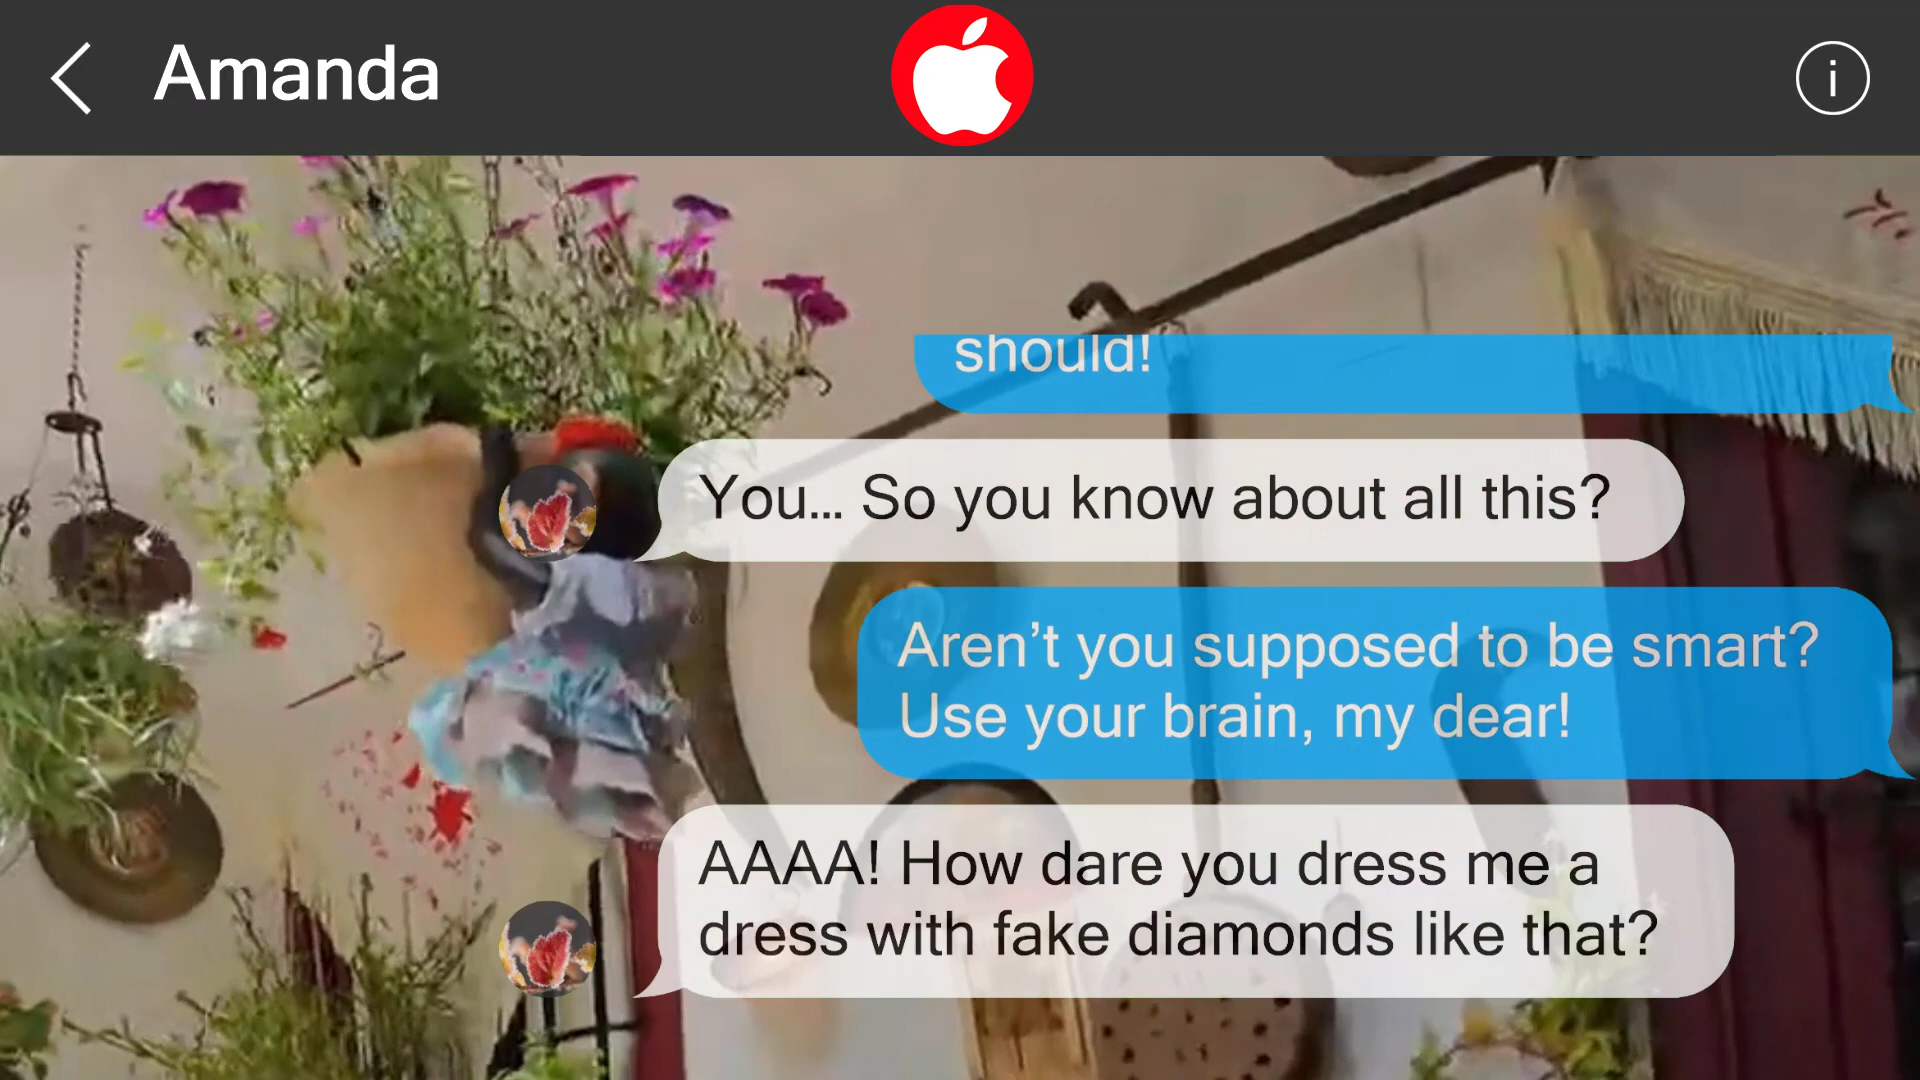 Amanda
i
should!
You... So you know about all this?
Aren’t you supposed to be smart?
Use your brain, my dear!
AAAA! How dare you dress me a
dress with fake diamonds like that?